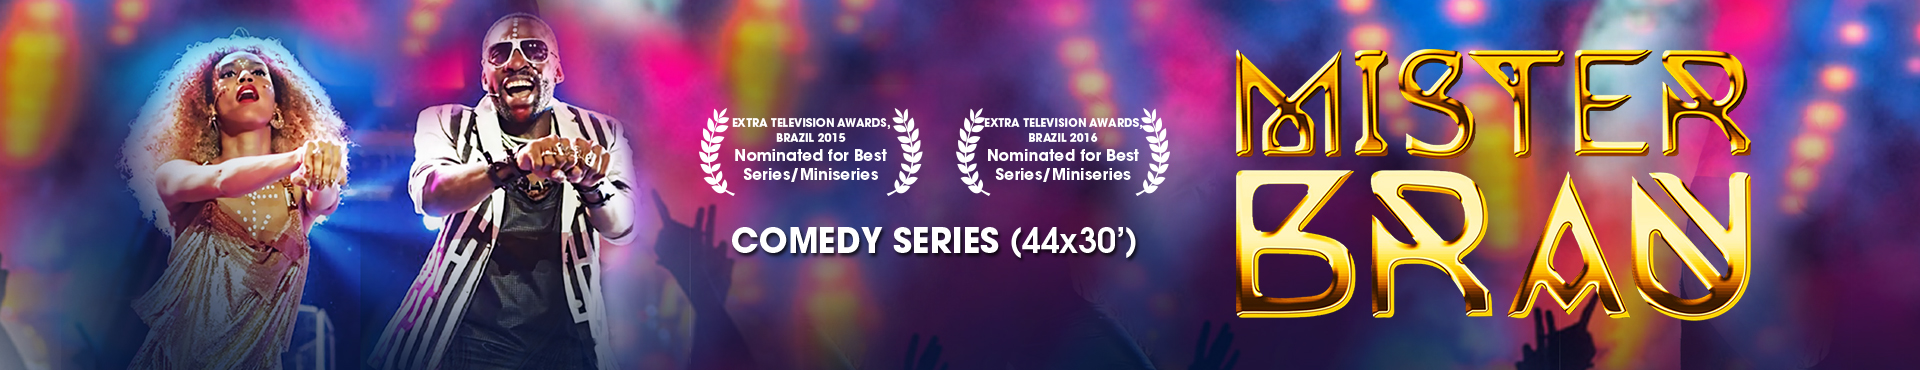 EXTRA TELEVISION AWARDS,
BRAZIL 2015
Nominated for Best
Series/Miniseries
EXTRA TELEVISION AWARDS,
BRAZIL 2016
Nominated for Best
Series/Miniseries
COMEDY SERIES (44x30’)
MISTER
BRAU